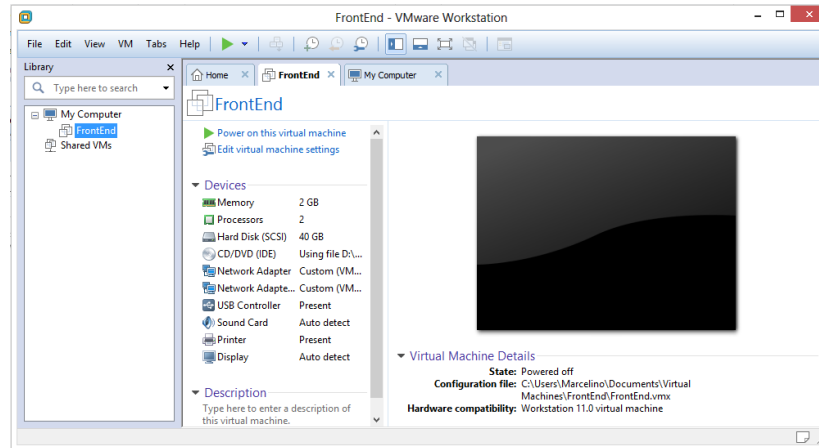 FrontEnd - VMware Workstation
File Edit View VM Tabs Help
Library
Type here to search
My Computer
FrontEnd
Shared VMs
Home
FrontEnd
My Computer
FrontEnd
Power on this virtual machine
Edit virtual machine settings
Devices
Memory 2 GB
Processors 2
Hard Disk (SCSI) 40 GB
CD/DVD (IDE) Using file D:\...
Network Adapter Custom (VM...
Network Adapte... Custom (VM...
USB Controller Present
Sound Card Auto detect
Printer Present
Display Auto detect
Description
Type here to enter a description of
this virtual machine.
Virtual Machine Details
State: Powered off
Configuration file: C:\Users\Marcelino\Documents\Virtual
Machines\FrontEnd\FrontEnd.vmx
Hardware compatibility: Workstation 11.0 virtual machine